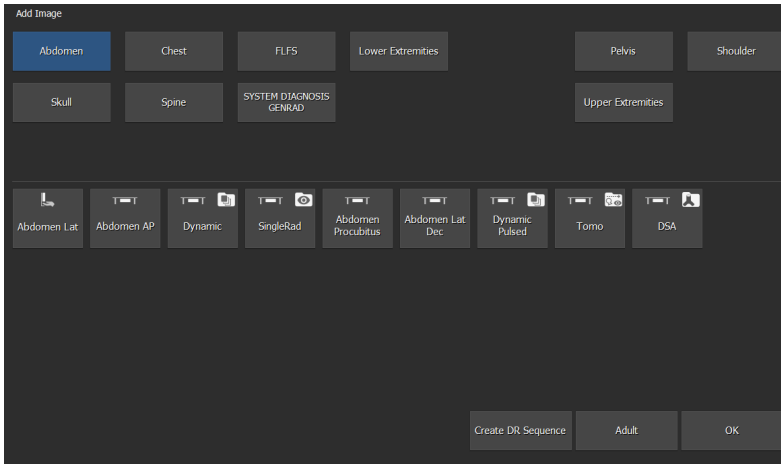 Add Image
Abdomen
Chest
FLFS
Lower Extremities
Pelvis
Shoulder
Skull
Spine
SYSTEM DIAGNOSIS
GENRAD
Upper Extremities
Abdomen Lat
Abdomen AP
Dynamic
SingleRad
Abdomen
Procubitus
Abdomen Lat
Dec
Dynamic
Pulsed
Tomo
DSA
Create DR Sequence
Adult
OK